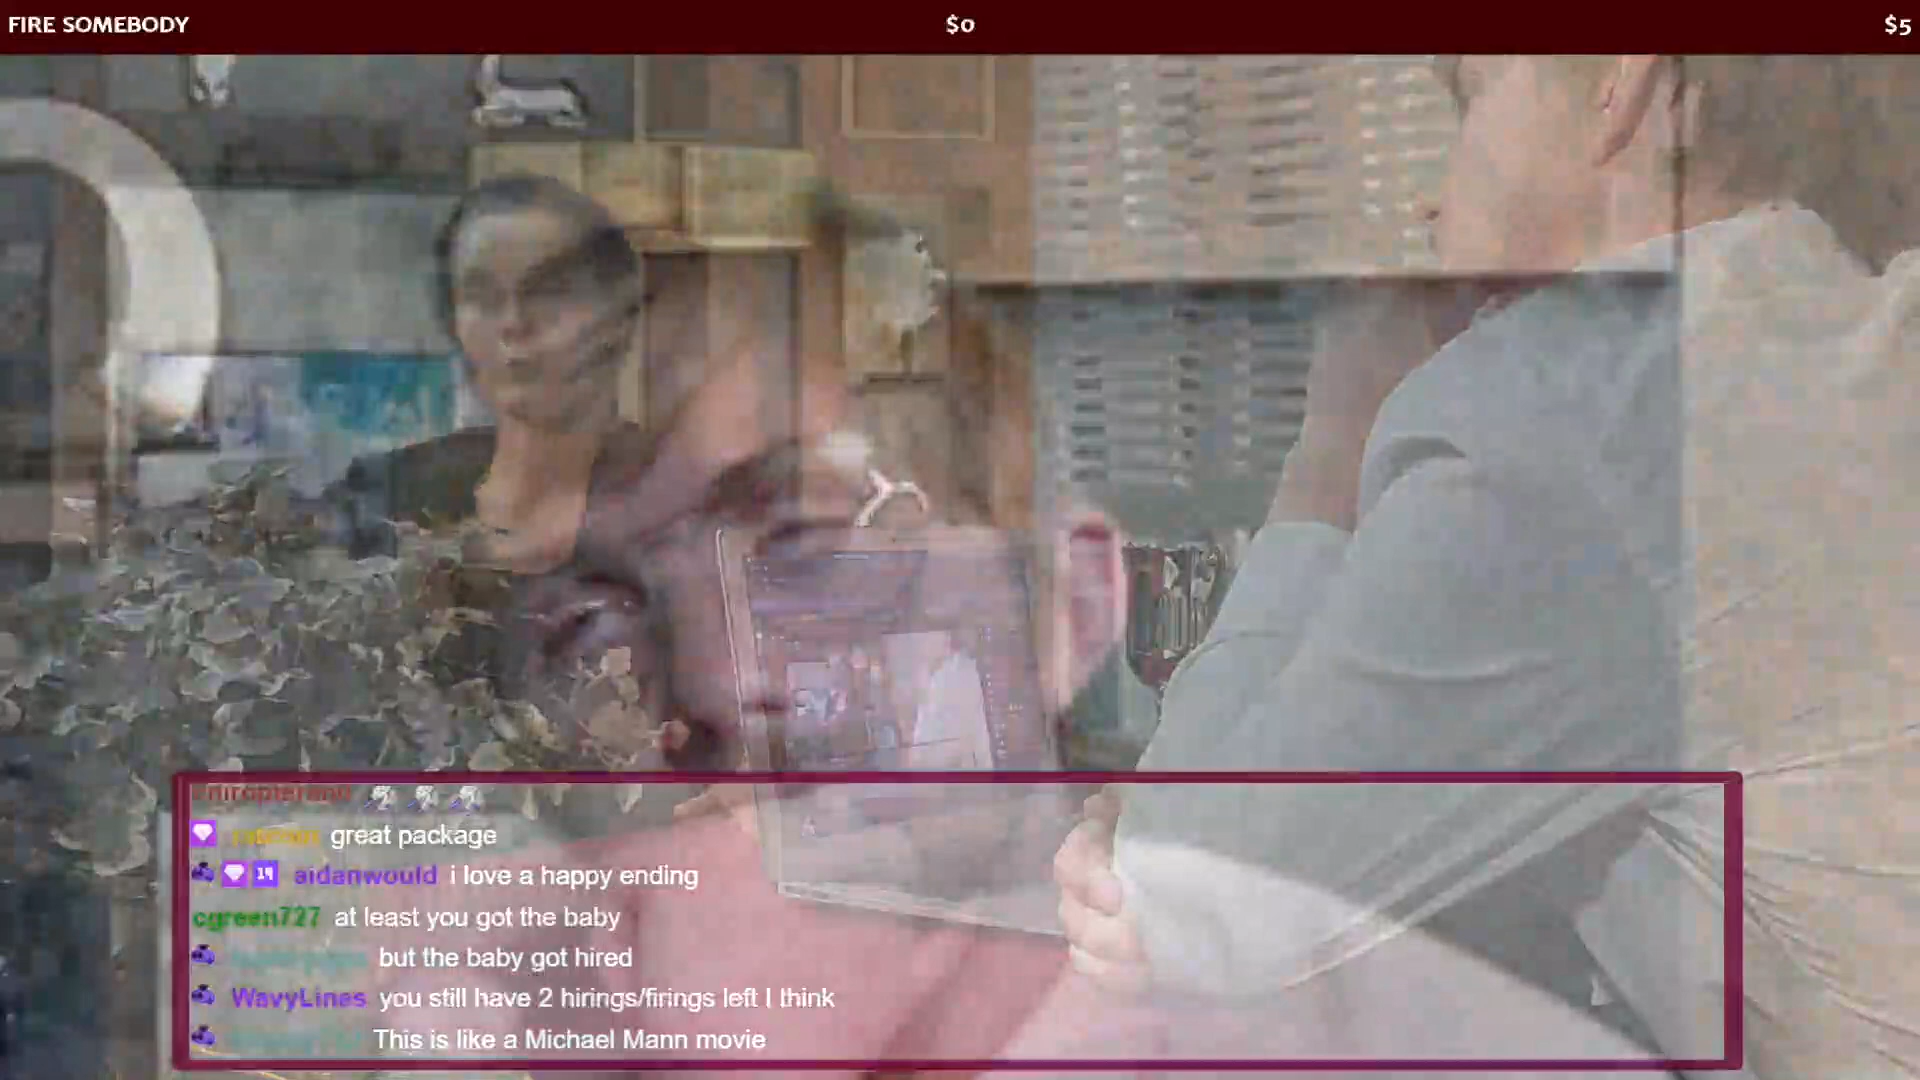 FIRE SOMEBODY $0 $5
great package
19 aidanwould i love a happy ending
cgreen727 at least you got the baby
but the baby got hired
WavyLines you still have 2 hirings/firings left I think
This is like a Michael Mann movie